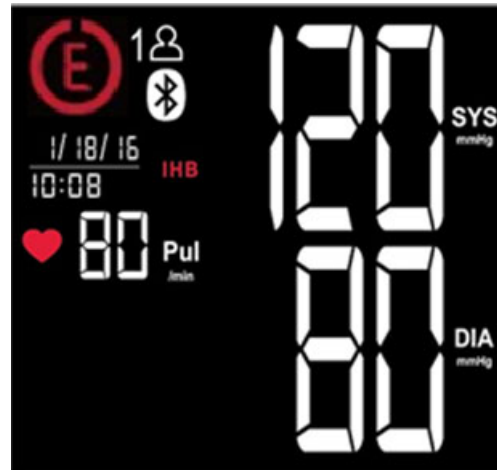 E
1
120 SYS
mmHg
1/18/16
10:08
IHB
80 Pul
/min
80 DIA
mmHg